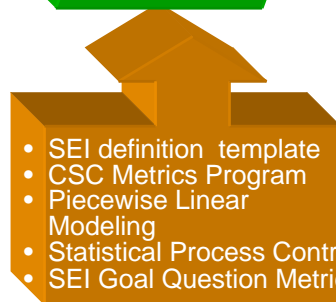 • SEI definition template
• CSC Metrics Program
• Piecewise Linear
Modeling
• Statistical Process Contr
• SEI Goal Question Metri